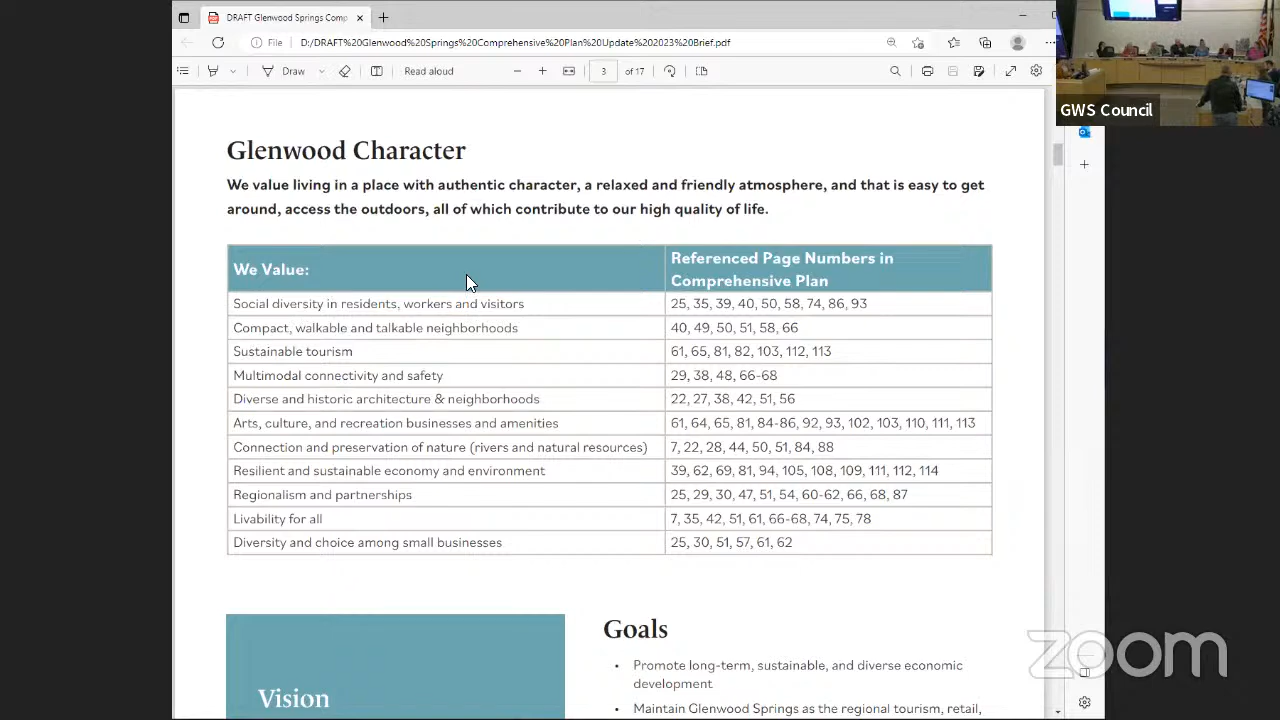 DRAFT Glenwood Springs Comp
File D:/DRAFT%20Glenwood%20Springs%20Comprehensive%20Plan%20Update%202023%20Brief.pdf
Draw Read aloud 3 of 17
GWS Council
Glenwood Character
We value living in a place with authentic character, a relaxed and friendly atmosphere, and that is easy to get
around, access the outdoors, all of which contribute to our high quality of life.
We Value: Referenced Page Numbers in
Comprehensive Plan
Social diversity in residents, workers and visitors 25, 35, 39, 40, 50, 58, 74, 86, 93
Compact, walkable and talkable neighborhoods 40, 49, 50, 51, 58, 66
Sustainable tourism 61, 65, 81, 82, 103, 112, 113
Multimodal connectivity and safety 29, 38, 48, 66-68
Diverse and historic architecture & neighborhoods 22, 27, 38, 42, 51, 56
Arts, culture, and recreation businesses and amenities 61, 64, 65, 81, 84-86, 92, 93, 102, 103, 110, 111, 113
Connection and preservation of nature (rivers and natural resources) 7, 22, 28, 44, 50, 51, 84, 88
Resilient and sustainable economy and environment 39, 62, 69, 81, 94, 105, 108, 109, 111, 112, 114
Regionalism and partnerships 25, 29, 30, 47, 51, 54, 60-62, 66, 68, 87
Livability for all 7, 35, 42, 51, 61, 66-68, 74, 75, 78
Diversity and choice among small businesses 25, 30, 51, 57, 61, 62
Vision
Goals
• Promote long-term, sustainable, and diverse economic
development
• Maintain Glenwood Springs as the regional tourism, retail,
zoom